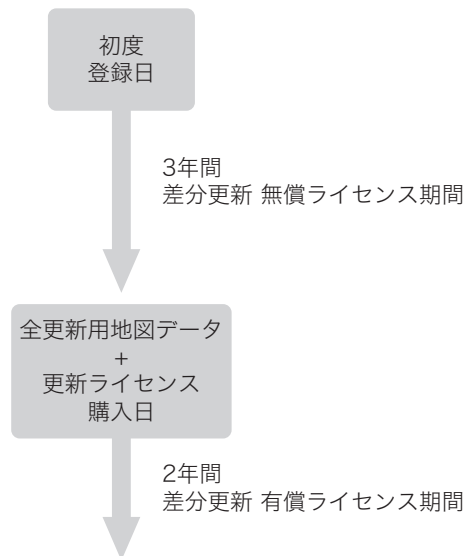 初度
登録日
3年間
差分更新 無償ライセンス期間
全更新用地図データ
+
更新ライセンス
購入日
2年間
差分更新 有償ライセンス期間